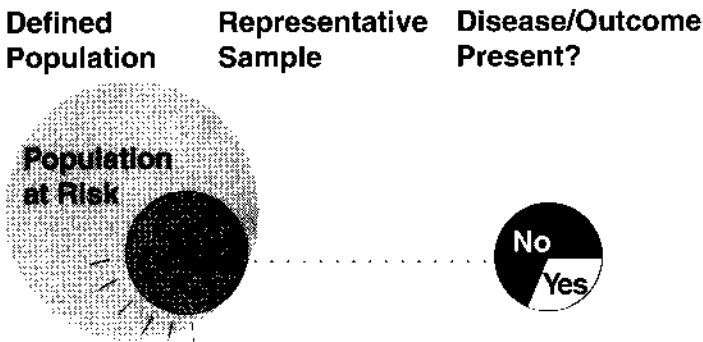 Defined Population
Representative Sample
Disease/Outcome Present?
Population
at Risk
No
Yes